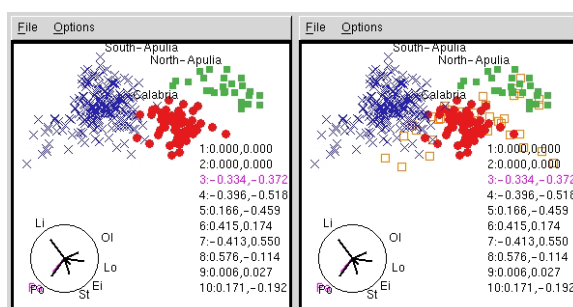 File Options
South-Apulia
North-Apulia
Calabria
1:0.000,0.000
2:0.000,0.000
3:-0.334,-0.372
4:-0.396,-0.518
5:0.166,-0.459
6:0.415,0.174
7:-0.413,0.550
8:0.576,-0.114
9:0.006,0.027
10:0.171,-0.192
Li
Ol
Lo
Ei
St
File Options
South-Apulia
North-Apulia
Calabria
1:0.000,0.000
2:0.000,0.000
3:-0.334,-0.372
4:-0.396,-0.518
5:0.166,-0.459
6:0.415,0.174
7:-0.413,0.550
8:0.576,-0.114
9:0.006,0.027
10:0.171,-0.192
Li
Ol
Lo
Ei
St